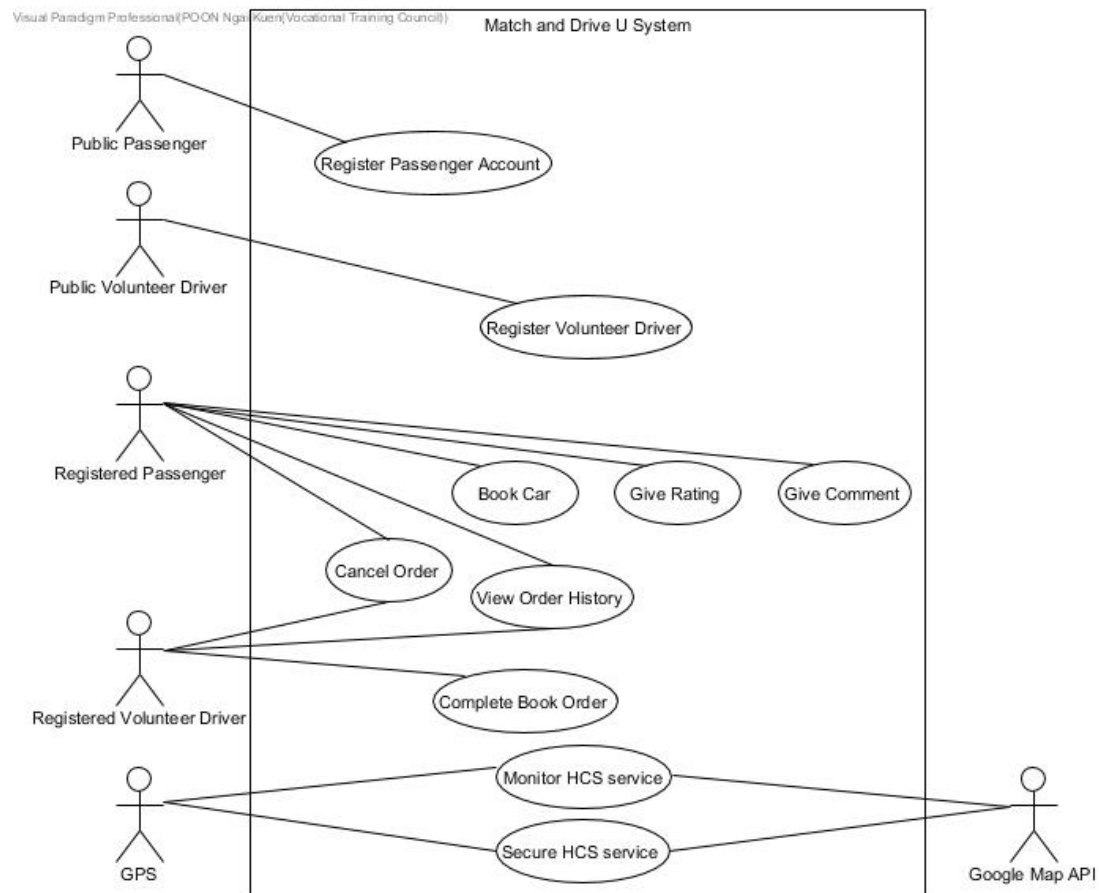 Visual Paradigm Professional(POON Ngai Kuen(Vocational Training Council))
Match and Drive U System
Public Passenger
Register Passenger Account
Public Volunteer Driver
Register Volunteer Driver
Registered Passenger
Book Car
Give Rating
Give Comment
Cancel Order
View Order History
Registered Volunteer Driver
Complete Book Order
Monitor HCS service
Secure HCS service
GPS
Google Map API